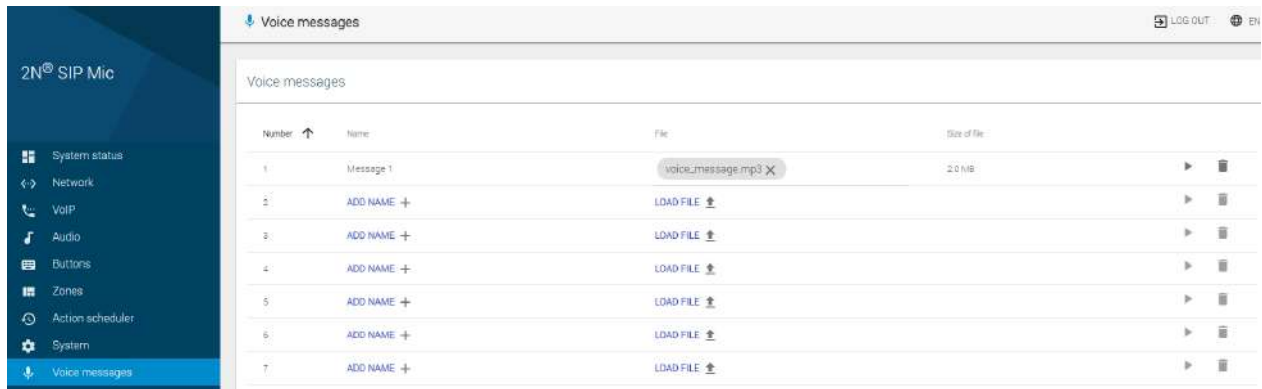 Voice messages
LOG OUT
EN
2N® SIP Mic
Voice messages
Number Name File Size of file
System status
1 Message 1 voice_message.mp3 2.0 MB
Network
2 ADD NAME LOAD FILE
VoIP
3 ADD NAME LOAD FILE
Audio
4 ADD NAME LOAD FILE
Buttons
5 ADD NAME LOAD FILE
Zones
Action scheduler
6 ADD NAME LOAD FILE
System
7 ADD NAME LOAD FILE
Voice messages